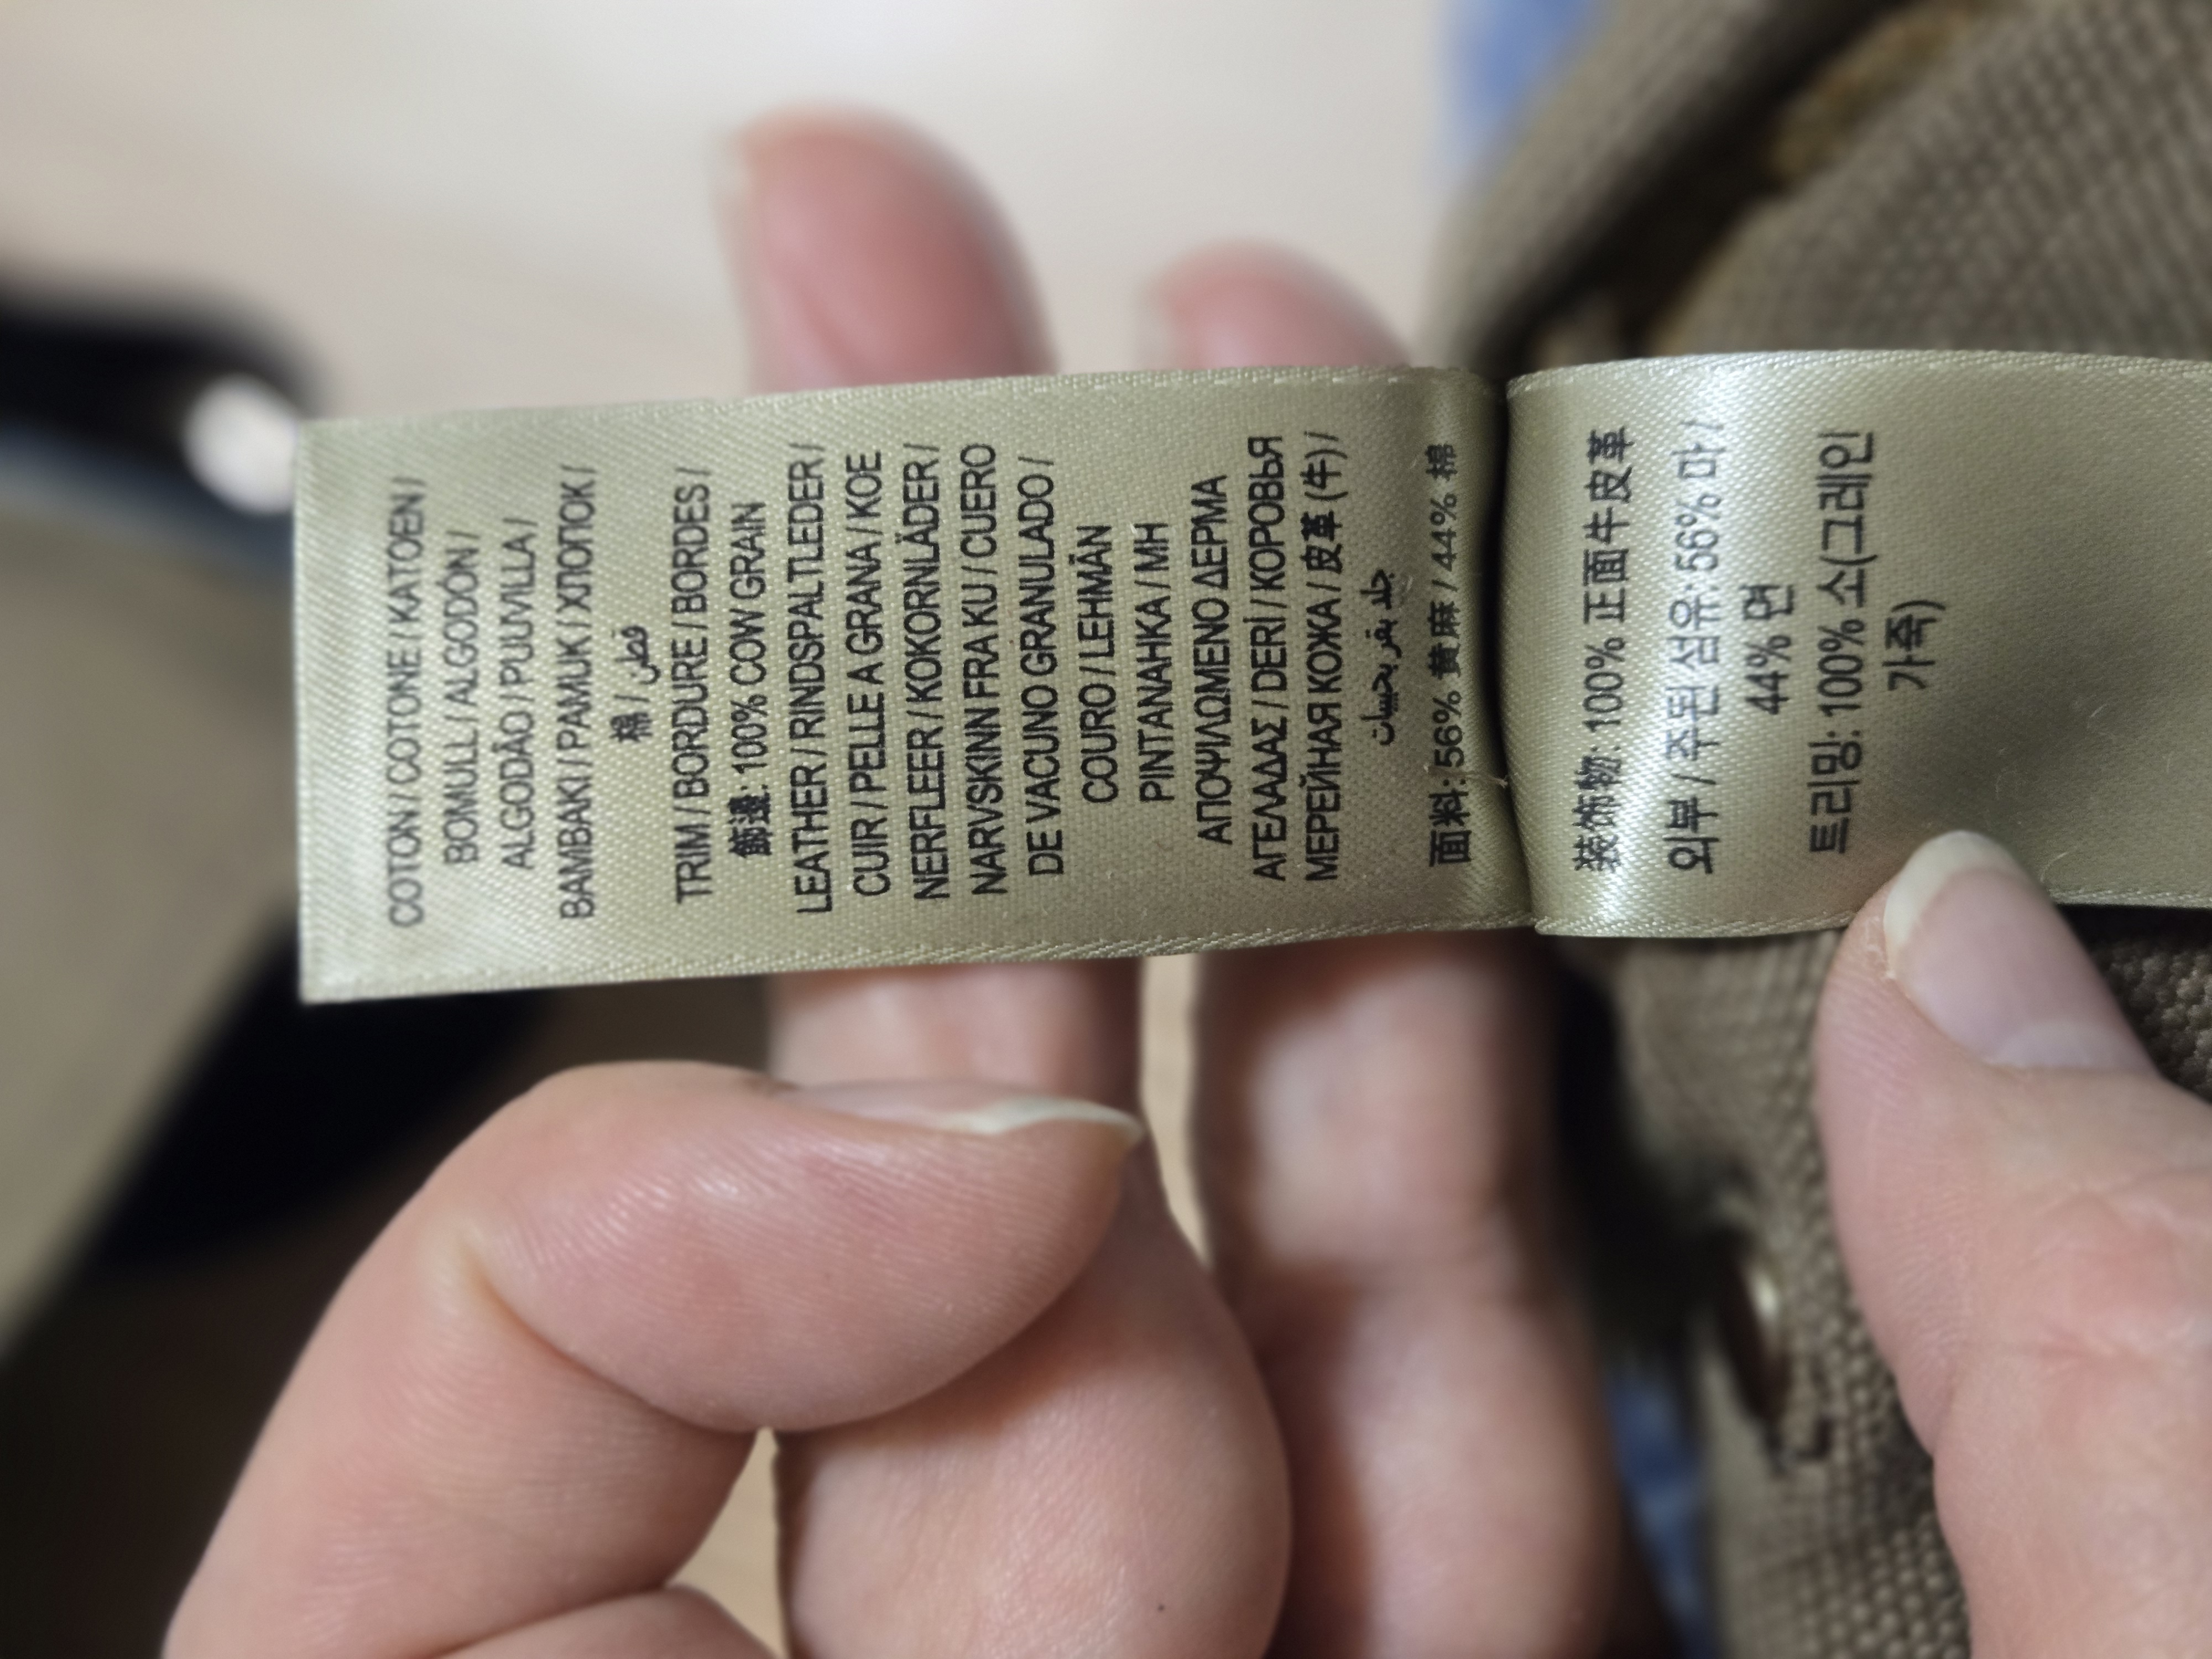 COTON / COTONE / KATOEN /
BOMULL / ALGODÓN /
ALGODÃO / PUUVILLA /
BAMBAKI / PAMUK / ХЛОПОК /
棉 / قطن
TRIM / BORDURE / BORDES /
飾邊: 100% COW GRAIN
LEATHER / RINDSPALTLEDER /
CUIR / PELLE A GRANA / KOE
NERFLEER / KOKORNLÄDER /
NARVSKINN FRA KU / CUERO
DE VACUNO GRANULADO /
COURO / LEHMÄN
PINTANAHKA / ΜΗ
ΑΠΟΨΙΛΩΜΕΝΟ ΔΕΡΜΑ
ΑΓΕΛΑΔΑΣ / DERİ / КОРОВЬЯ
МЕРЕЙНАЯ КОЖА / 皮革 (牛) /
جلد بقر بحبيبات
面料: 56% 黄麻 / 44% 棉
装饰物: 100% 正面牛皮革
외부 / 주된 섬유: 56% 마 /
44% 면
트리밍: 100% 소(그레인
가죽)